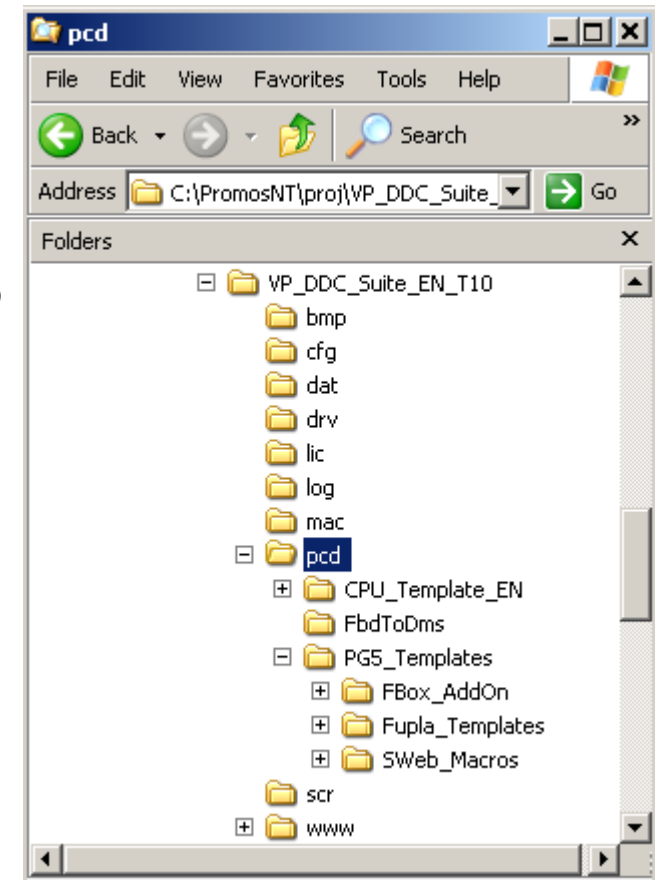 pcd
File Edit View Favorites Tools Help
Back Search »
Address C:\PromosNT\proj\VP_DDC_Suite_ Go
Folders
VP_DDC_Suite_EN_T10
bmp
cfg
dat
drv
lic
log
mac
pcd
CPU_Template_EN
FbdToDms
PG5_Templates
FBox_AddOn
Fupla_Templates
SWeb_Macros
scr
www